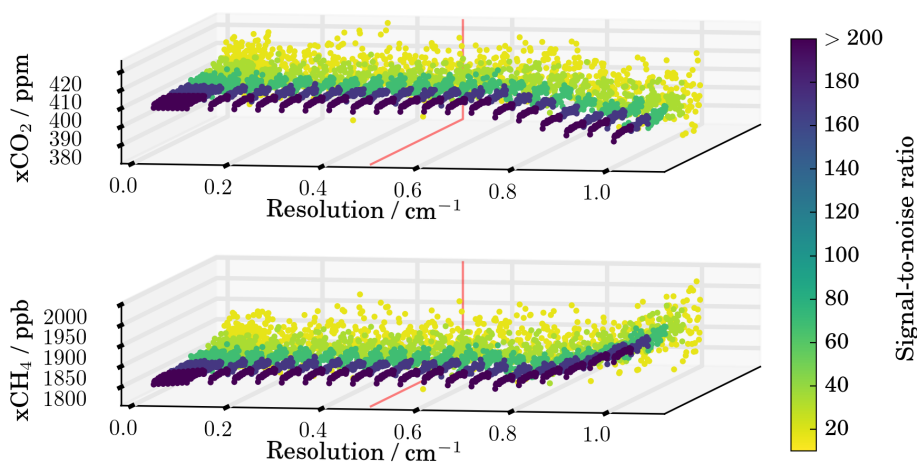 xCO₂ / ppm
420
410
400
390
380
0.0 0.2 0.4 0.6 0.8 1.0
Resolution / cm⁻¹
xCH₄ / ppb
2000
1950
1900
1850
1800
0.0 0.2 0.4 0.6 0.8 1.0
Resolution / cm⁻¹
> 200
180
160
140
120
100
80
60
40
20
Signal-to-noise ratio